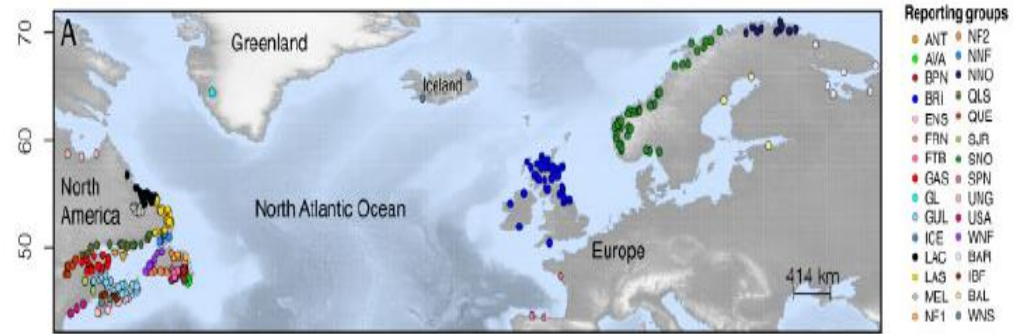 A
Greenland
Iceland
North
America
North Atlantic Ocean
Europe
414 km
70
60
50
Reporting groups
ANT NF2
AVA NNF
BPN NNO
BRI QLS
ENS QUE
FRN SJR
FTB SNO
GAS SPN
GL UNG
GUL USA
ICE WNF
LAC BAR
LAS IBF
MEL BAL
NF1 WNS